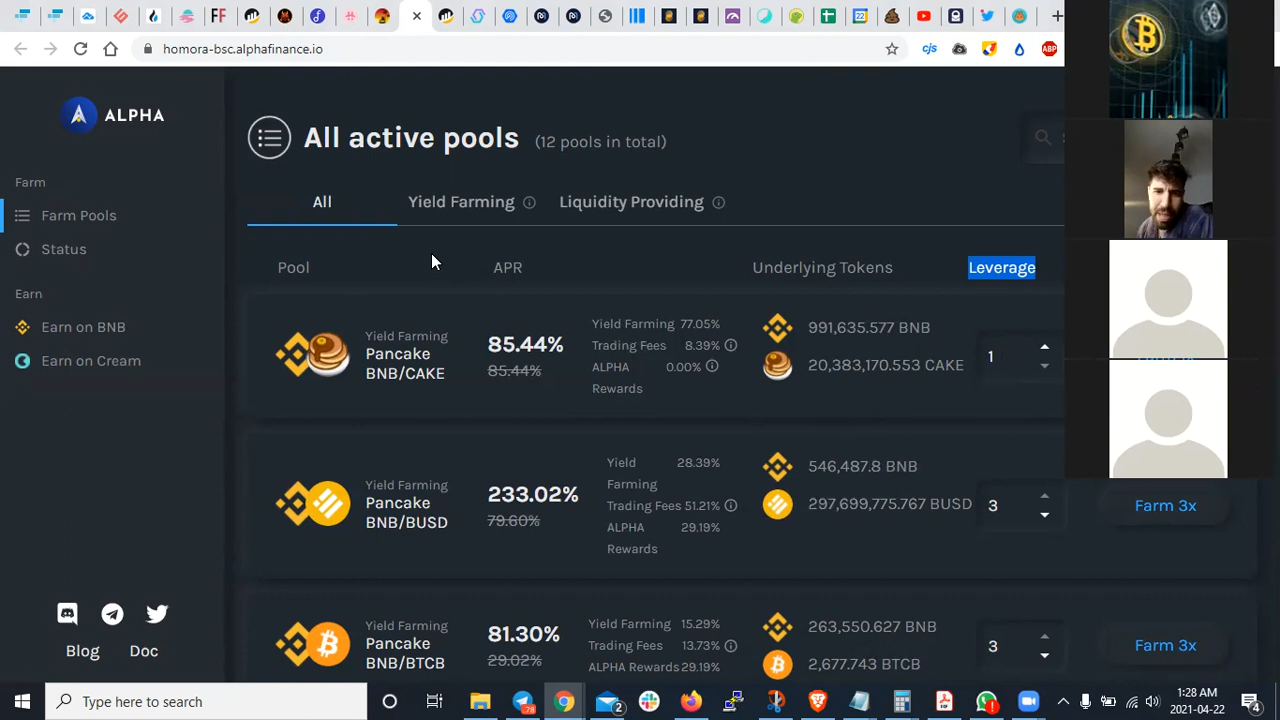 homora-bsc.alphafinance.io
cjs
ABP
ALPHA
Farm
Farm Pools
Status
Earn
Earn on BNB
Earn on Cream
Blog
Doc
All active pools (12 pools in total)
All
Yield Farming
Liquidity Providing
Pool
APR
Underlying Tokens
Leverage
Yield Farming
Pancake
BNB/CAKE
85.44%
85.44%
Yield Farming 77.05%
Trading Fees 8.39%
ALPHA 0.00%
Rewards
991,635.577 BNB
20,383,170.553 CAKE
1
Yield Farming
Pancake
BNB/BUSD
233.02%
79.60%
Yield 28.39%
Farming
Trading Fees 51.21%
ALPHA 29.19%
Rewards
546,487.8 BNB
297,699,775.767 BUSD
3
Farm 3x
Yield Farming
Pancake
BNB/BTCB
81.30%
29.02%
Yield Farming 15.29%
Trading Fees 13.73%
ALPHA Rewards 29.19%
263,550.627 BNB
2,677.743 BTCB
3
Farm 3x
Type here to search
78
2
1:28 AM
2021-04-22
4